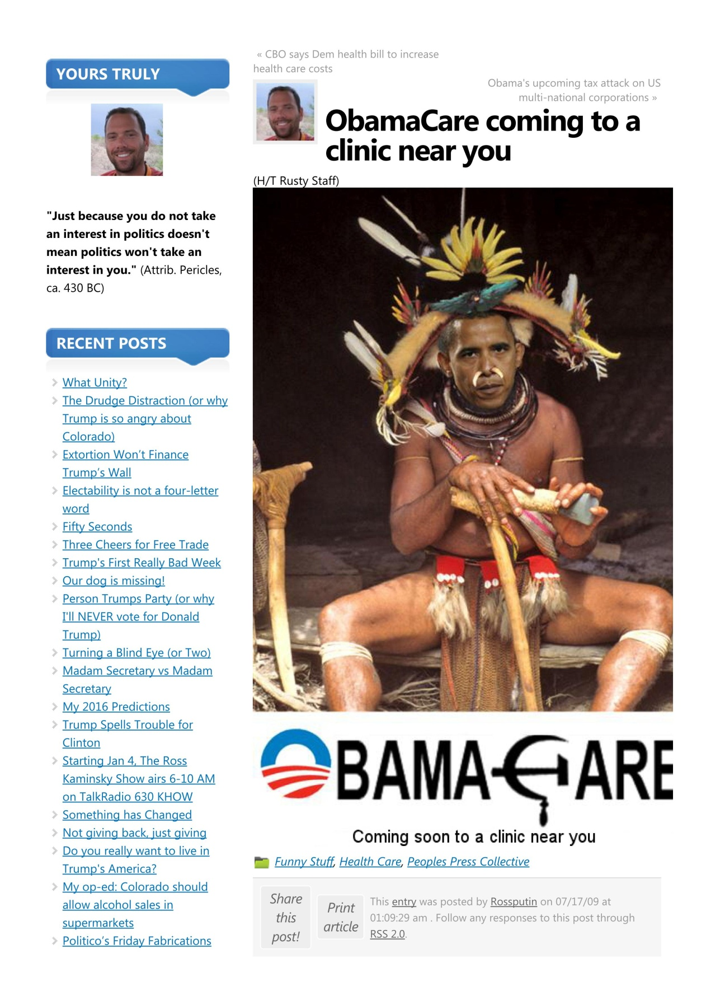 YOURS TRULY
"Just because you do not take
an interest in politics doesn't
mean politics won't take an
interest in you." (Attrib. Pericles,
ca. 430 BC)
RECENT POSTS
What Unity?
The Drudge Distraction (or why
Trump is so angry about
Colorado)
Extortion Won’t Finance
Trump’s Wall
Electability is not a four-letter
word
Fifty Seconds
Three Cheers for Free Trade
Trump's First Really Bad Week
Our dog is missing!
Person Trumps Party (or why
I'll NEVER vote for Donald
Trump)
Turning a Blind Eye (or Two)
Madam Secretary vs Madam
Secretary
My 2016 Predictions
Trump Spells Trouble for
Clinton
Starting Jan 4, The Ross
Kaminsky Show airs 6-10 AM
on TalkRadio 630 KHOW
Something has Changed
Not giving back, just giving
Do you really want to live in
Trump's America?
My op-ed: Colorado should
allow alcohol sales in
supermarkets
Politico’s Friday Fabrications
« CBO says Dem health bill to increase
health care costs
Obama's upcoming tax attack on US
multi-national corporations »
ObamaCare coming to a
clinic near you
(H/T Rusty Staff)
OBAMACARE
Coming soon to a clinic near you
Funny Stuff, Health Care, Peoples Press Collective
Share
this
post!
Print
article
This entry was posted by Rossputin on 07/17/09 at
01:09:29 am . Follow any responses to this post through
RSS 2.0.